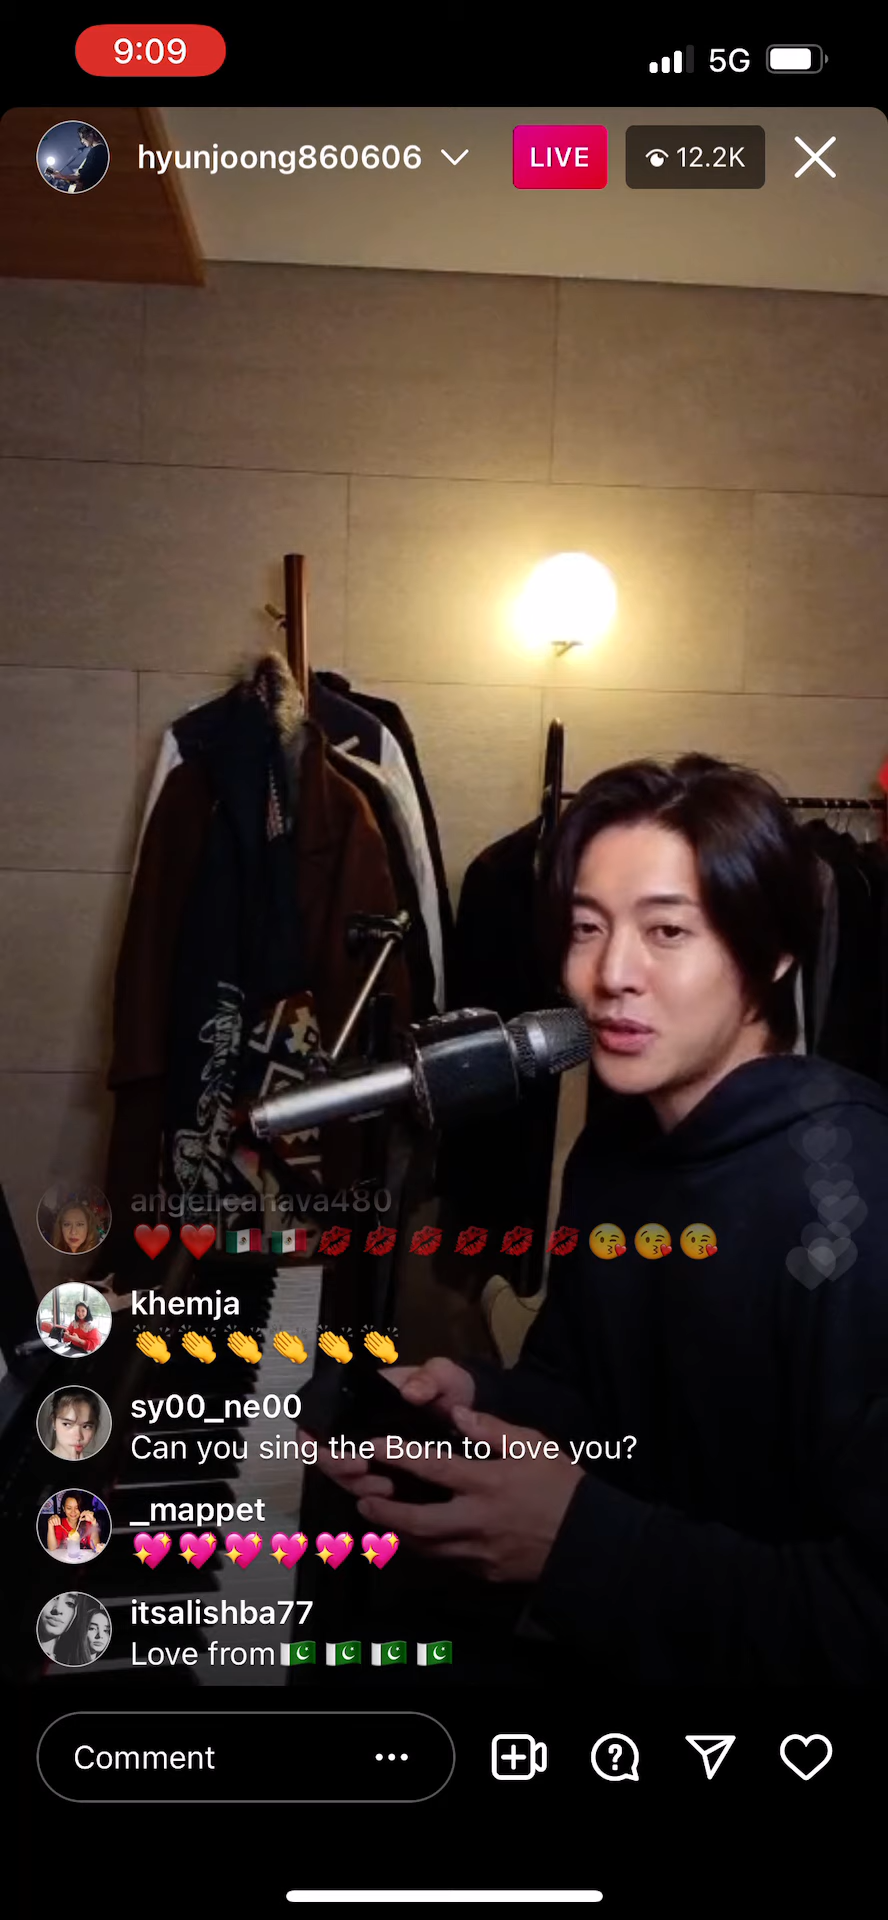 9:09
5G
hyunjoong860606
LIVE
12.2K
angelicanava480
khemja
sy00_ne00
Can you sing the Born to love you?
_mappet
itsalishba77
Love from
Comment